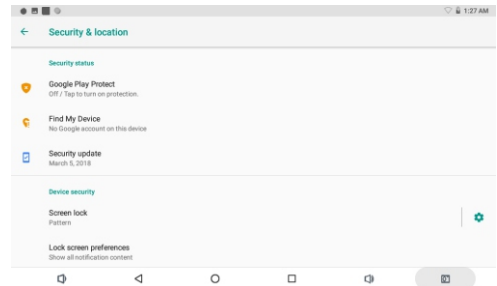 1:27 AM
Security & location
Security status
Google Play Protect
Off / Tap to turn on protection.
Find My Device
No Google account on this device
Security update
March 5, 2018
Device security
Screen lock
Pattern
Lock screen preferences
Show all notification content